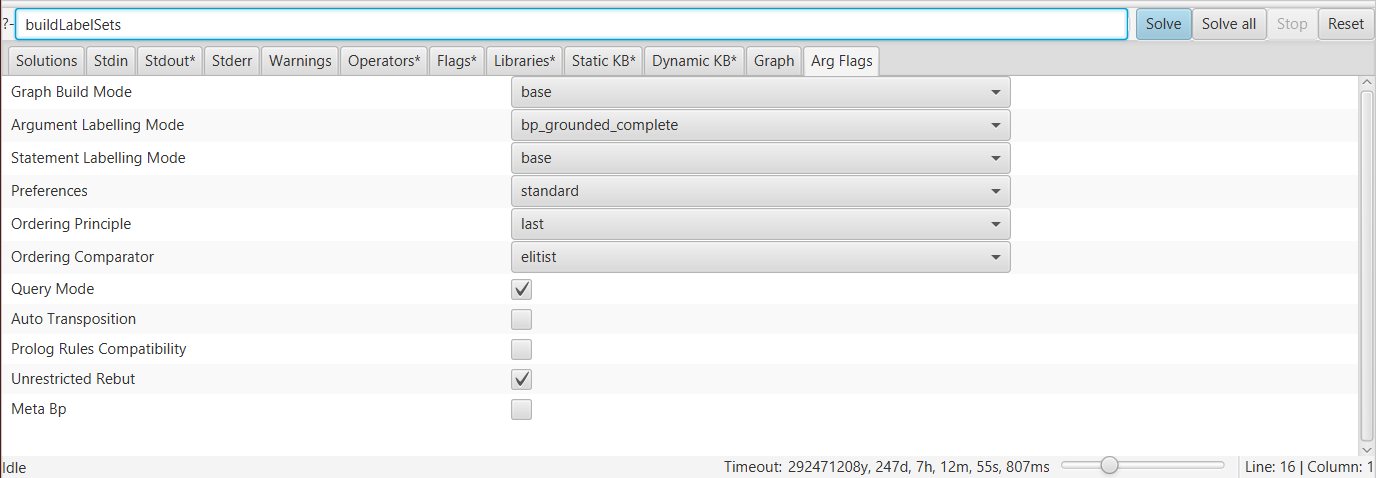 ?- buildLabelSets Solve Solve all Stop Reset
Solutions Stdin Stdout* Stderr Warnings Operators* Flags* Libraries* Static KB* Dynamic KB* Graph Arg Flags
Graph Build Mode base
Argument Labelling Mode bp_grounded_complete
Statement Labelling Mode base
Preferences standard
Ordering Principle last
Ordering Comparator elitist
Query Mode
Auto Transposition
Prolog Rules Compatibility
Unrestricted Rebut
Meta Bp
Idle Timeout: 292471208y, 247d, 7h, 12m, 55s, 807ms Line: 16 | Column: 1